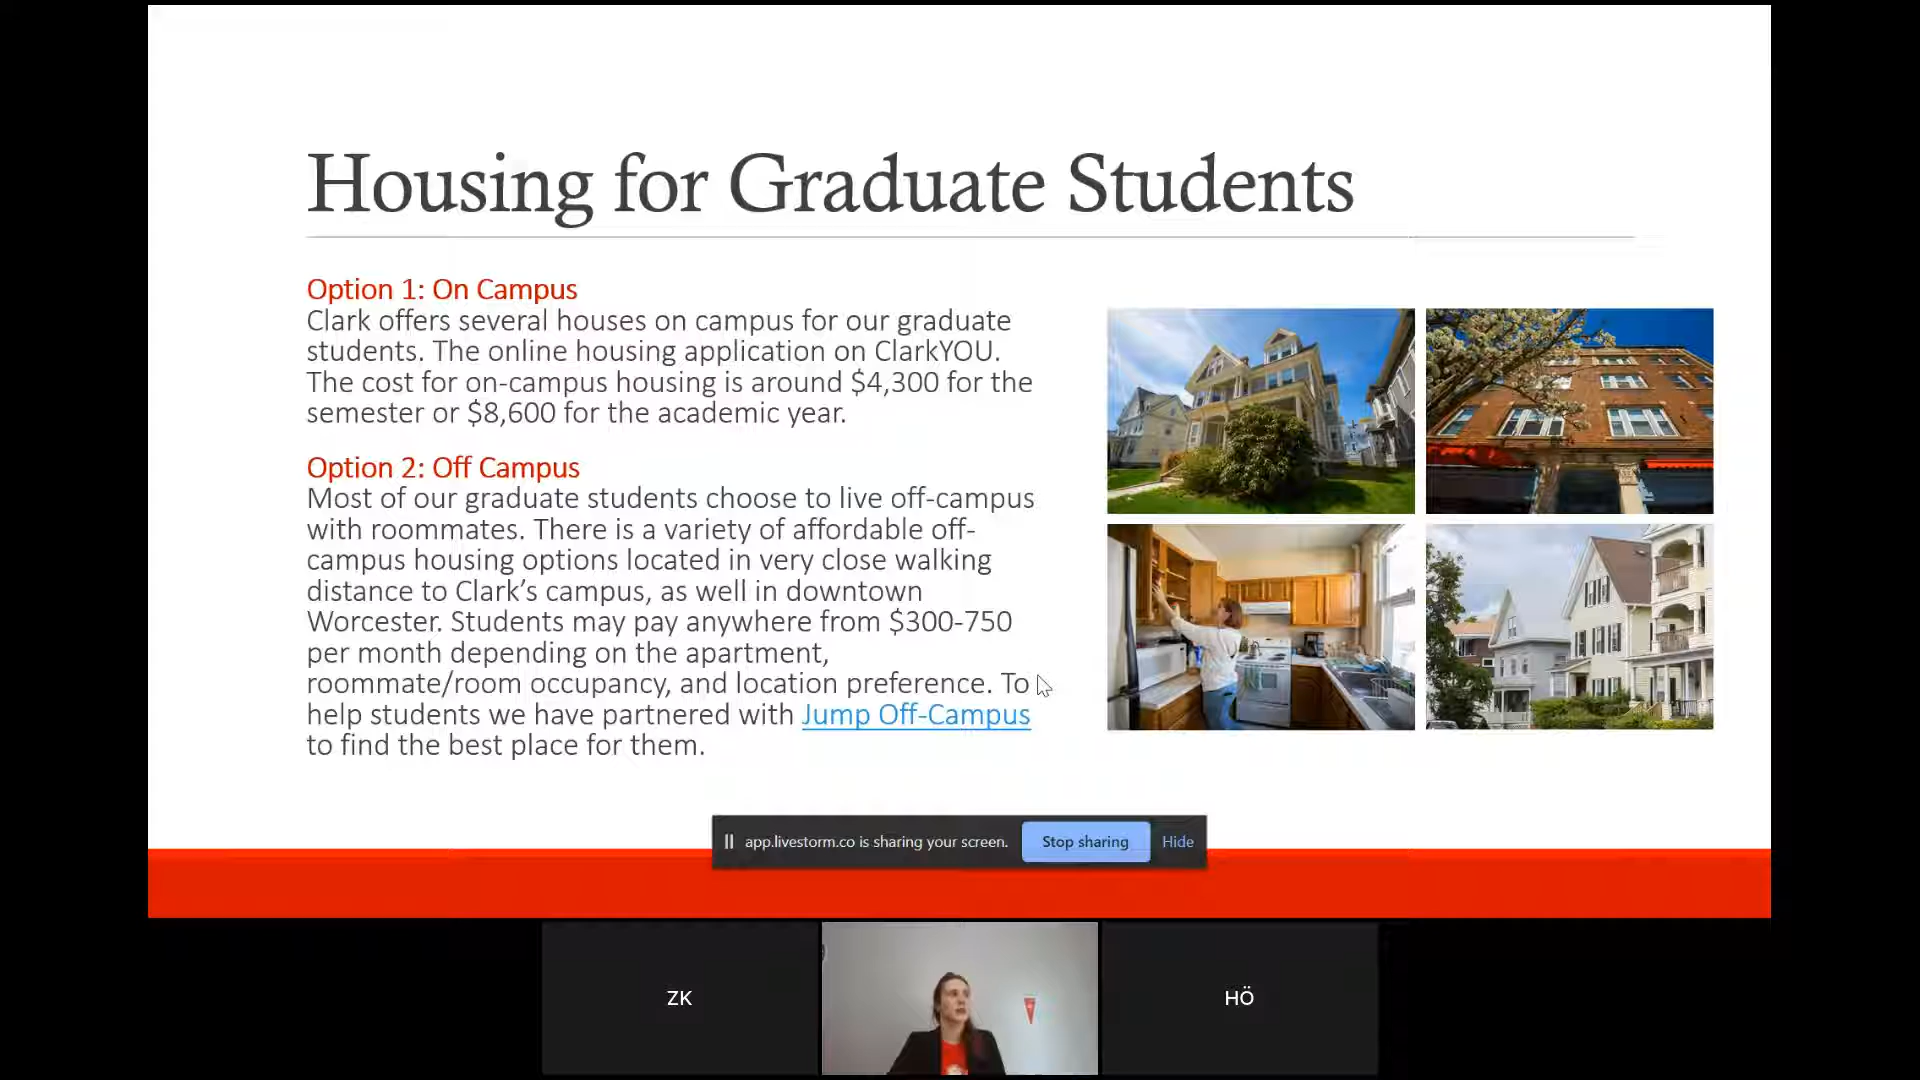 Housing for Graduate Students
Option 1: On Campus
Clark offers several houses on campus for our graduate
students. The online housing application on ClarkYOU.
The cost for on-campus housing is around $4,300 for the
semester or $8,600 for the academic year.
Option 2: Off Campus
Most of our graduate students choose to live off-campus
with roommates. There is a variety of affordable off-
campus housing options located in very close walking
distance to Clark’s campus, as well in downtown
Worcester. Students may pay anywhere from $300-750
per month depending on the apartment,
roommate/room occupancy, and location preference. To
help students we have partnered with Jump Off-Campus
to find the best place for them.
app.livestorm.co is sharing your screen. Stop sharing Hide
ZK
HÖ